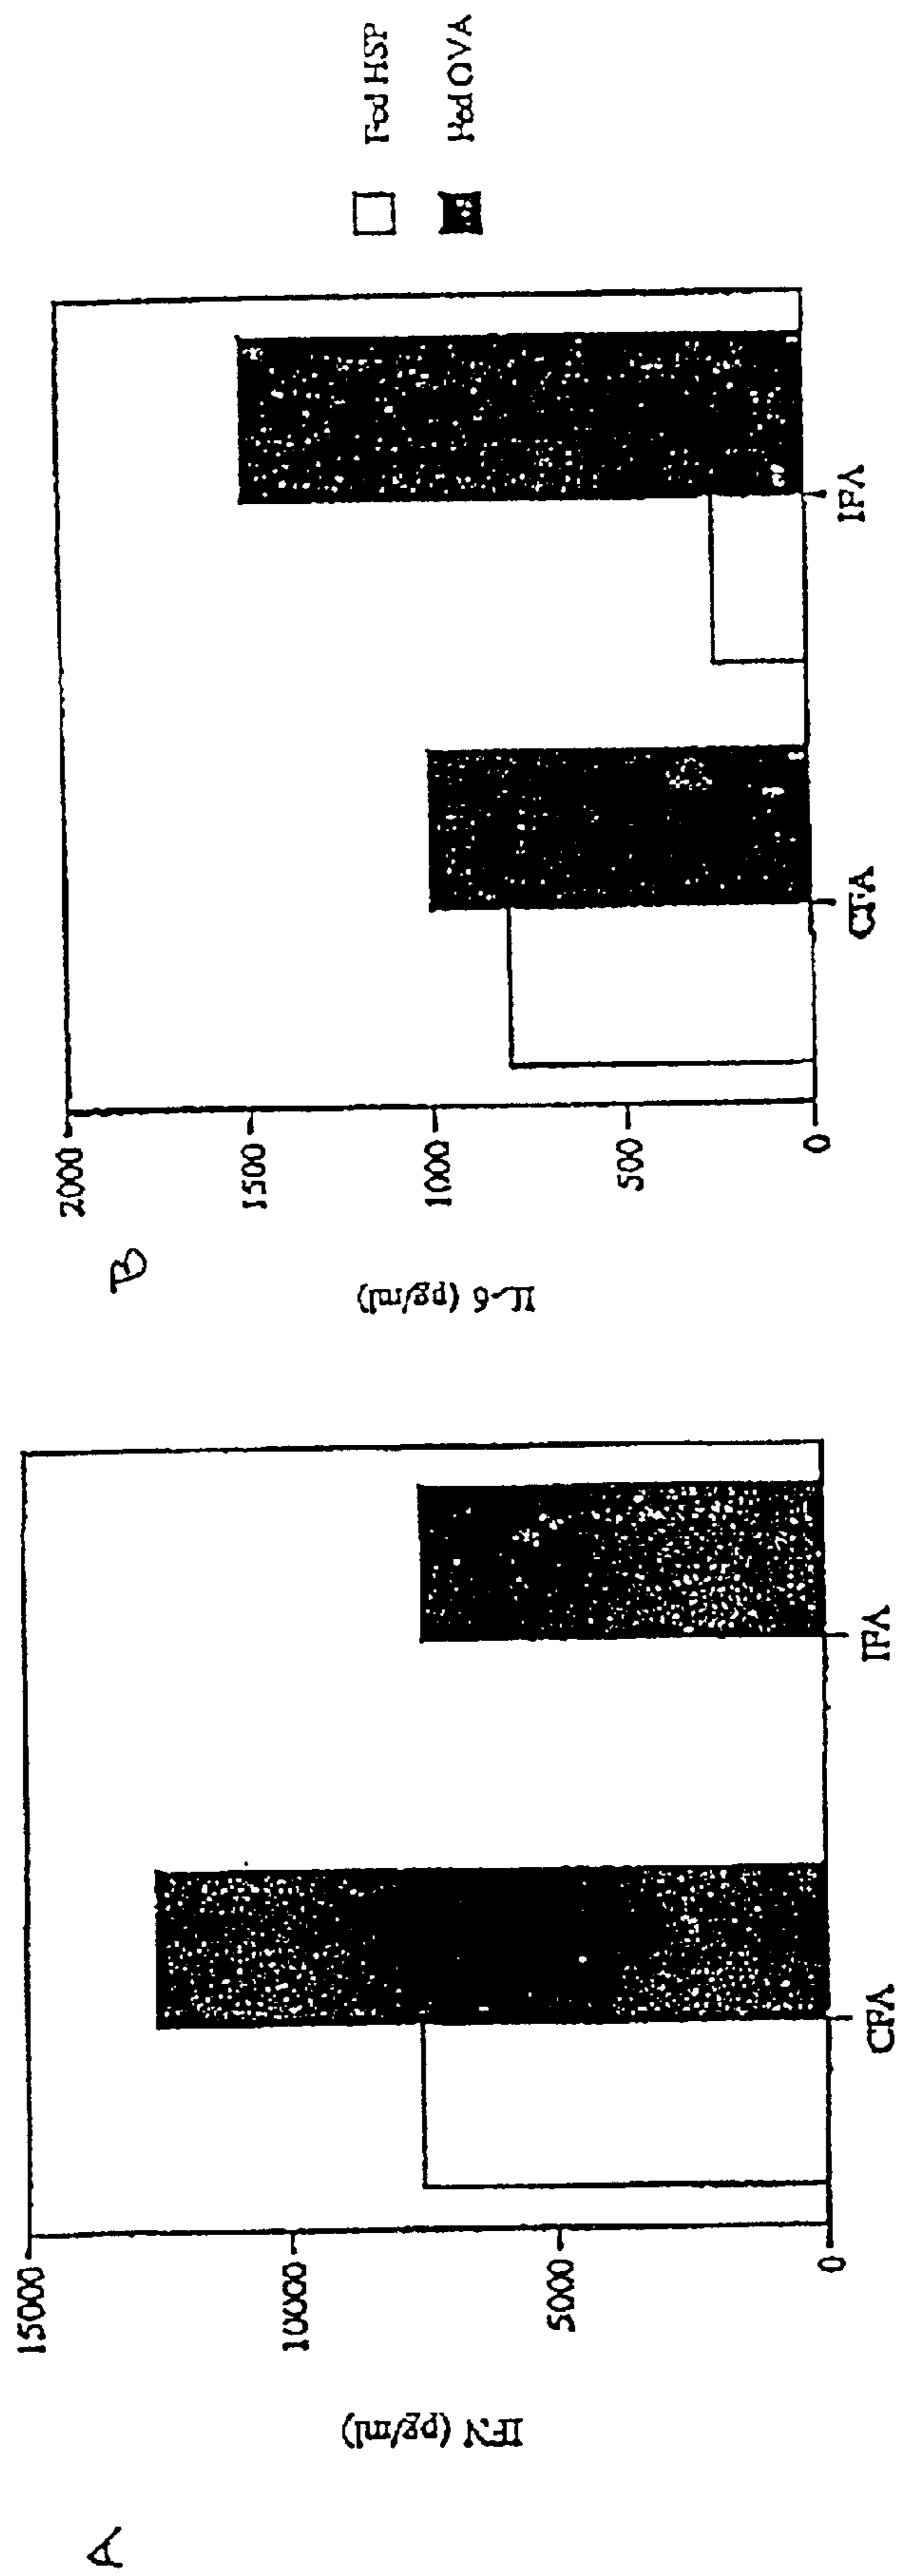 A
IFN (pg/ml)
15000
10000
5000
0
CFA
IFA
B
IL-6 (pg/ml)
2000
1500
1000
500
0
CFA
IFA
Fed HSP
Fed OVA